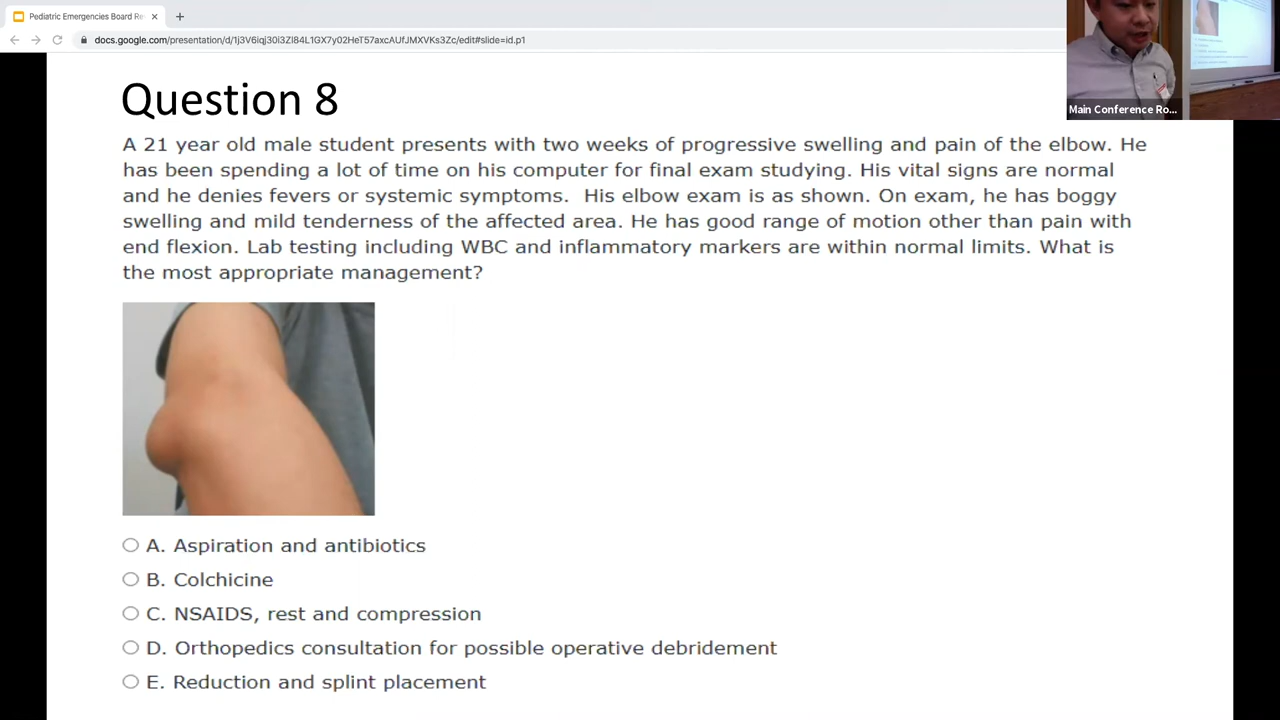 Pediatric Emergencies Board Re
docs.google.com/presentation/d/1j3V6iqj30i3ZI84L1GX7y02HeT57axcAUfJMXVKs3Zc/edit#slide=id.p1
Main Conference Ro...
Question 8
A 21 year old male student presents with two weeks of progressive swelling and pain of the elbow. He
has been spending a lot of time on his computer for final exam studying. His vital signs are normal
and he denies fevers or systemic symptoms.  His elbow exam is as shown. On exam, he has boggy
swelling and mild tenderness of the affected area. He has good range of motion other than pain with
end flexion. Lab testing including WBC and inflammatory markers are within normal limits. What is
the most appropriate management?
A. Aspiration and antibiotics
B. Colchicine
C. NSAIDS, rest and compression
D. Orthopedics consultation for possible operative debridement
E. Reduction and splint placement